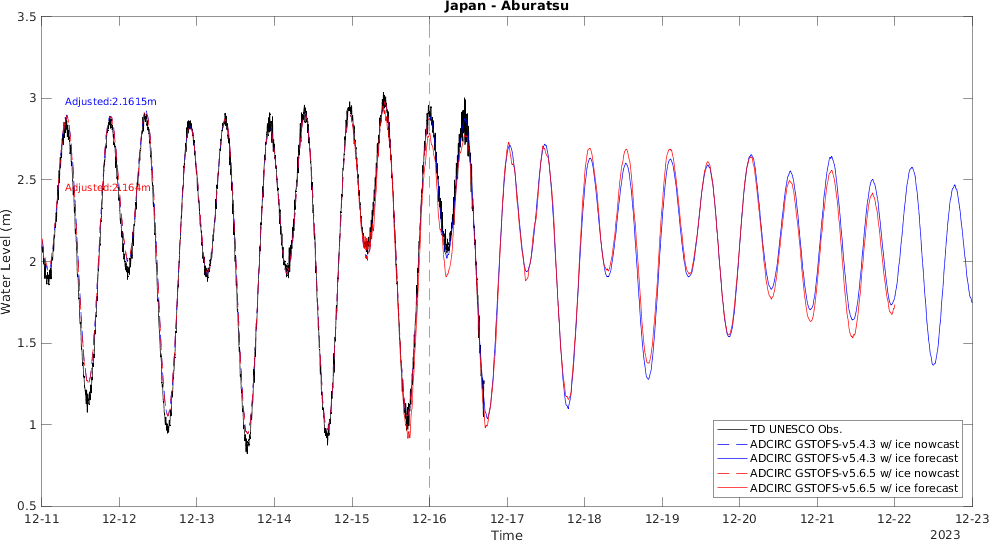 Japan - Aburatsu
3.5
3
2.5
2
1.5
1
0.5
Water Level (m)
Adjusted:2.1615m
Adjusted:2.164m
TD UNESCO Obs.
ADCIRC GSTOFS-v5.4.3 w/ ice nowcast
ADCIRC GSTOFS-v5.4.3 w/ ice forecast
ADCIRC GSTOFS-v5.6.5 w/ ice nowcast
ADCIRC GSTOFS-v5.6.5 w/ ice forecast
12-11 12-12 12-13 12-14 12-15 12-16 12-17 12-18 12-19 12-20 12-21 12-22 12-23
Time
2023